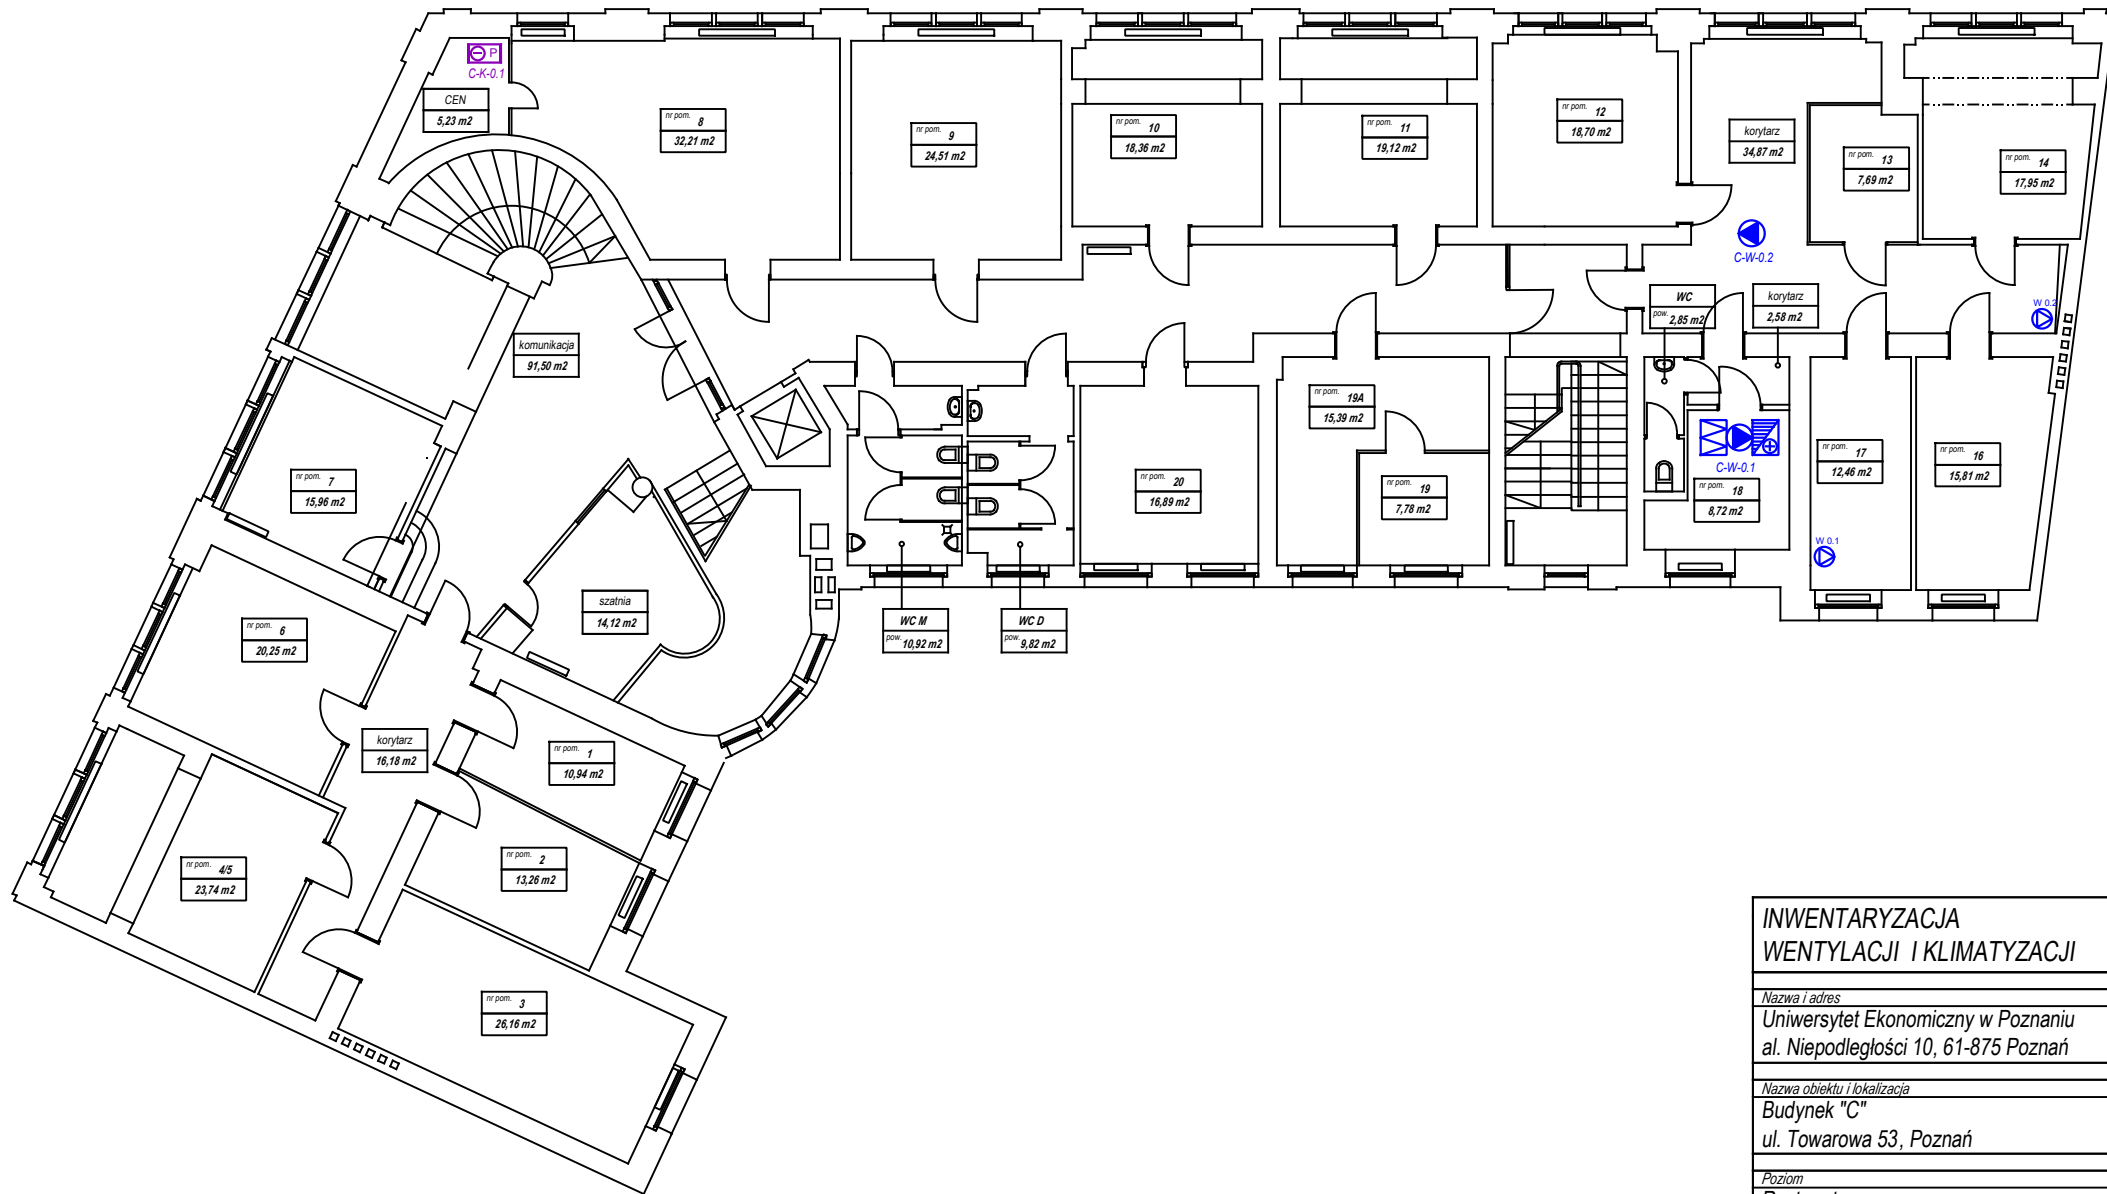 P
C-K-0.1
CEN
5,23 m2
nr pom. 8
32,21 m2
nr pom. 9
24,51 m2
nr pom. 10
18,36 m2
nr pom. 11
19,12 m2
nr pom. 12
18,70 m2
korytarz
34,87 m2
nr pom. 13
7,69 m2
nr pom. 14
17,95 m2
C-W-0.2
WC
pow. 2,85 m2
korytarz
2,58 m2
W 0.2
komunikacja
91,50 m2
nr pom. 7
15,96 m2
nr pom. 20
16,89 m2
nr pom. 19A
15,39 m2
nr pom. 19
7,78 m2
C-W-0.1
nr pom. 18
8,72 m2
nr pom. 17
12,46 m2
nr pom. 16
15,81 m2
W 0.1
nr pom. 6
20,25 m2
szatnia
14,12 m2
WC M
pow. 10,92 m2
WC D
pow. 9,82 m2
korytarz
16,18 m2
nr pom. 1
10,94 m2
nr pom. 4/5
23,74 m2
nr pom. 2
13,26 m2
nr pom. 3
26,16 m2
INWENTARYZACJA
WENTYLACJI I KLIMATYZACJI
Nazwa i adres
Uniwersytet Ekonomiczny w Poznaniu
al. Niepodległości 10, 61-875 Poznań
Nazwa obiektu i lokalizacja
Budynek "C"
ul. Towarowa 53, Poznań
Poziom